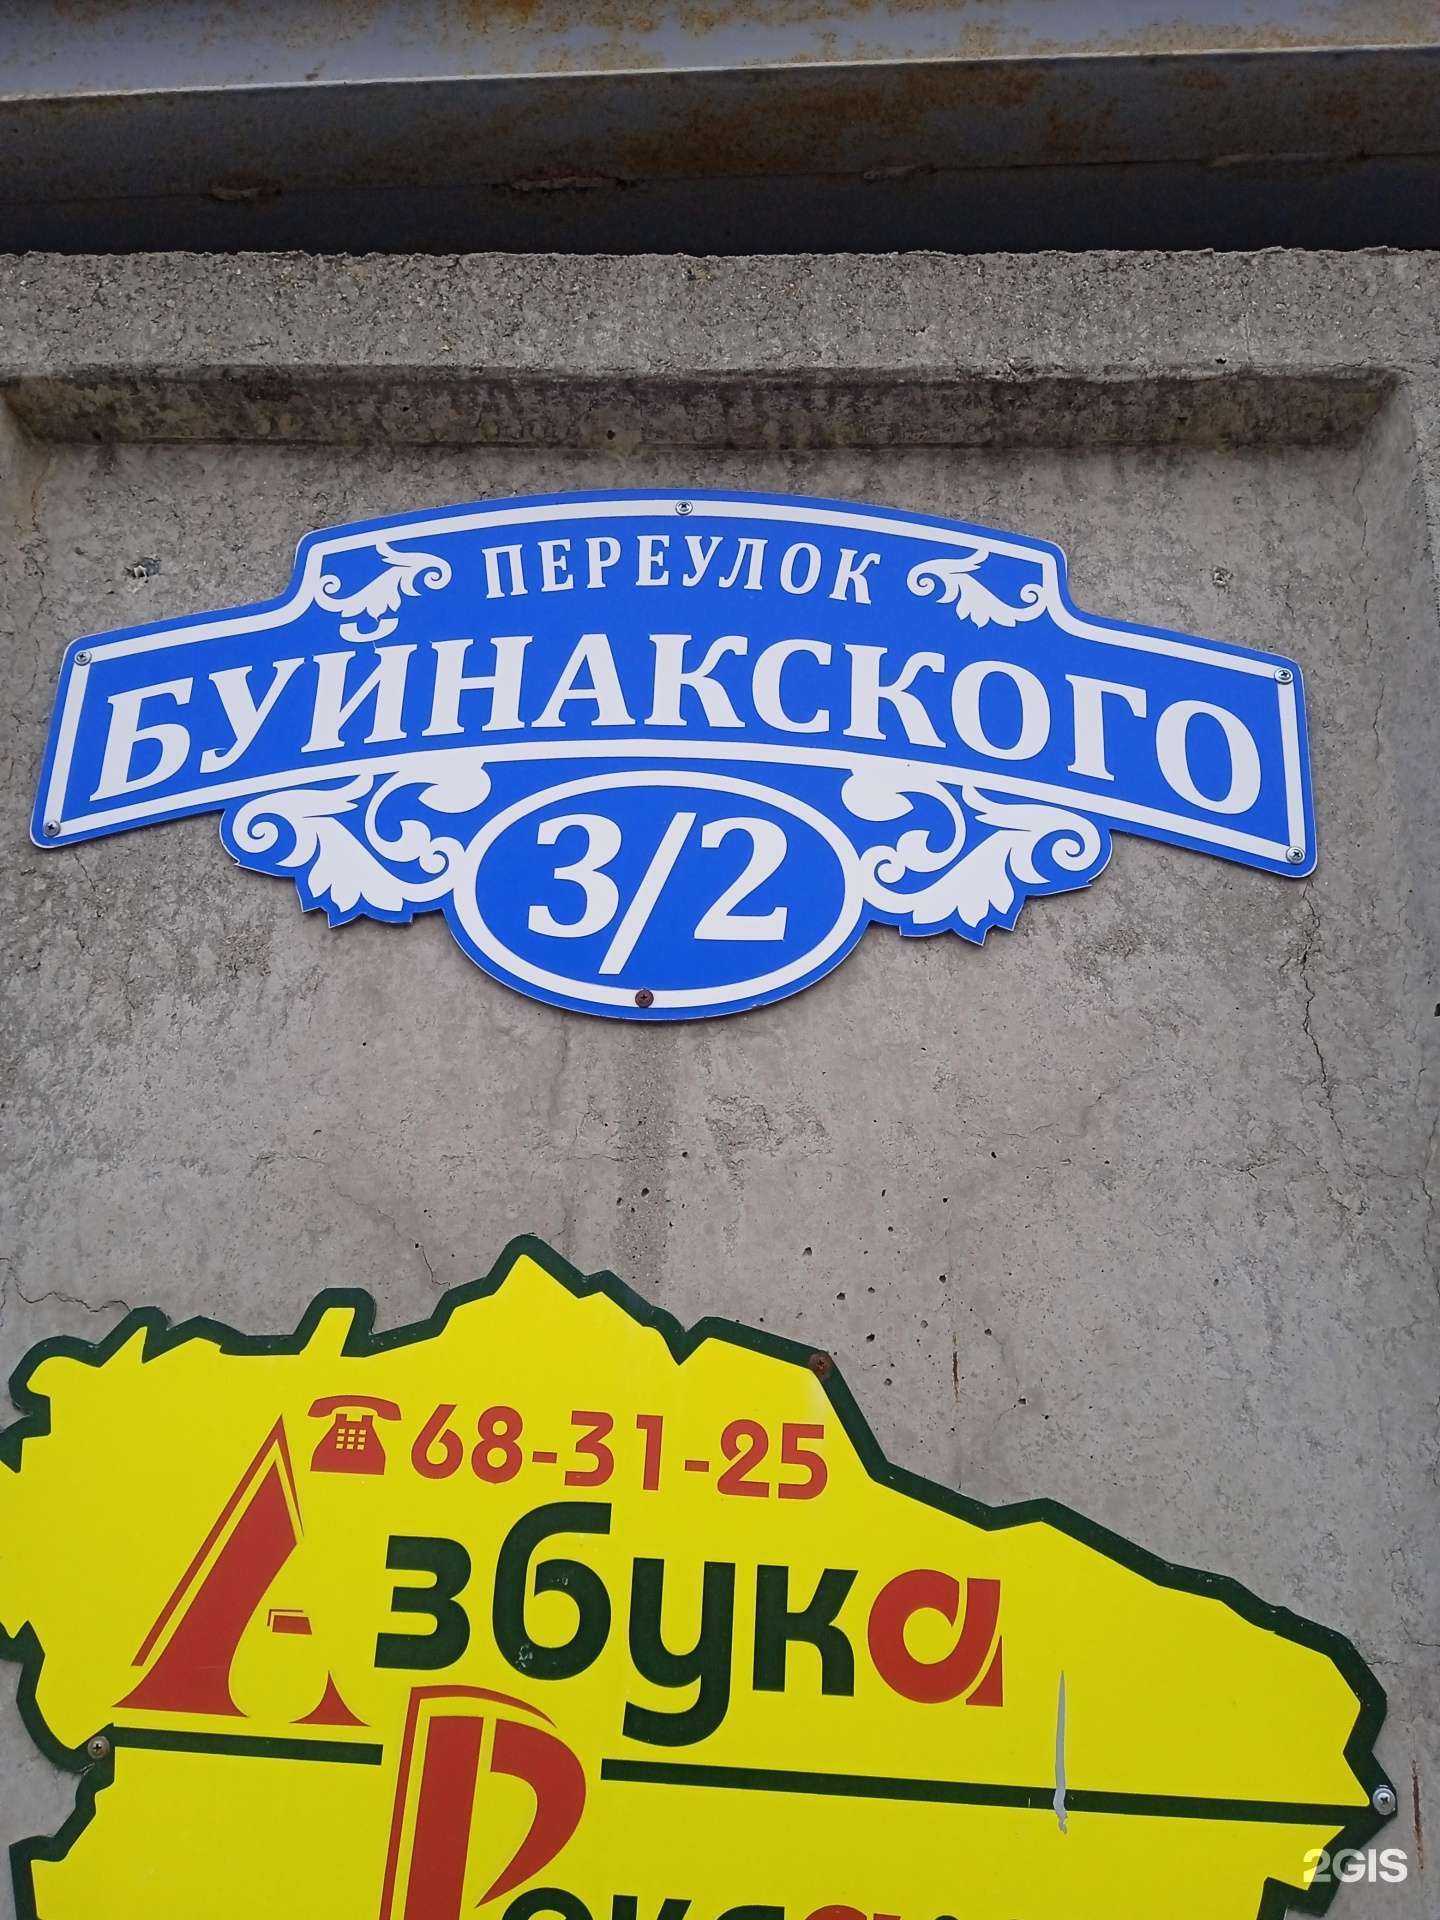 ПЕРЕУЛОК
БУЙНАКСКОГО
3/2
68-31-25
Азбука
2GIS